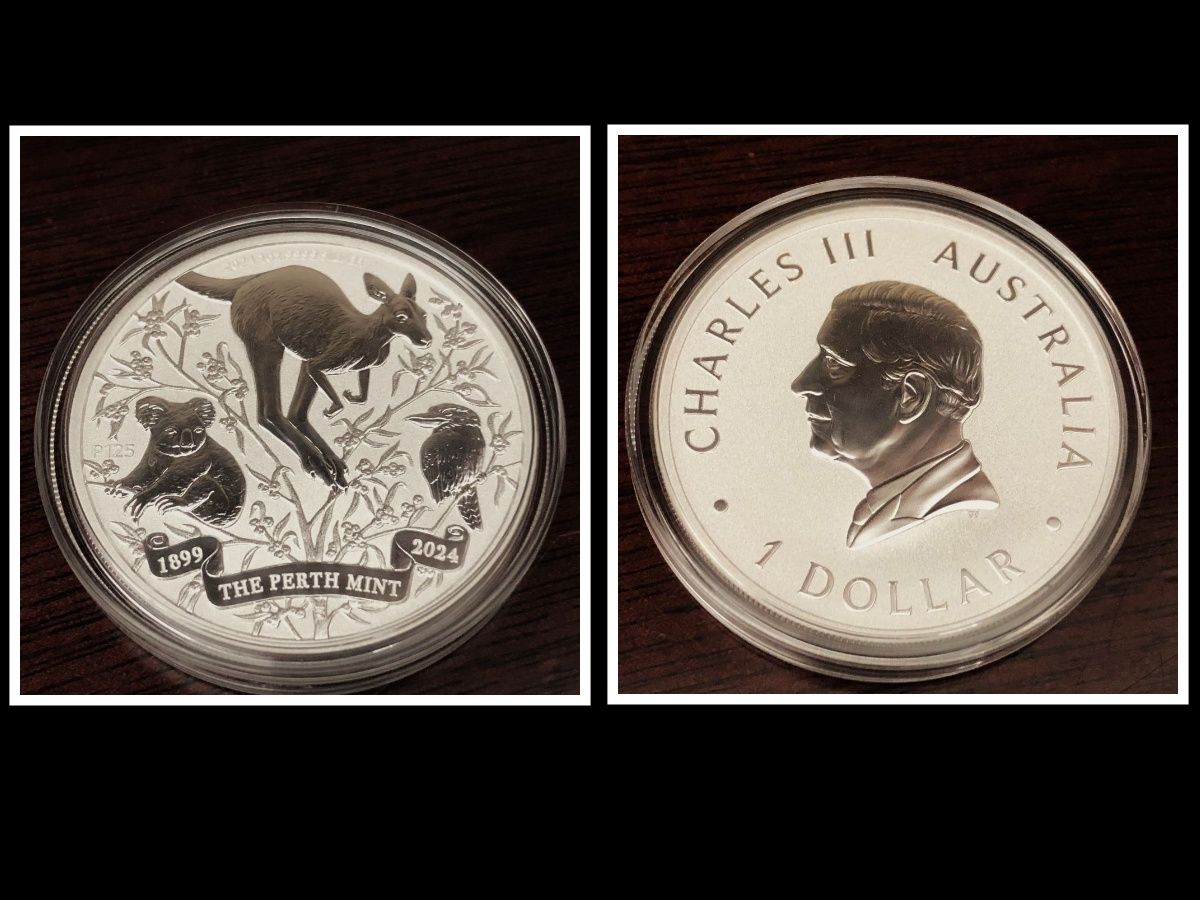 P125
1899
2024
THE PERTH MINT
CHARLES III AUSTRALIA
1 DOLLAR